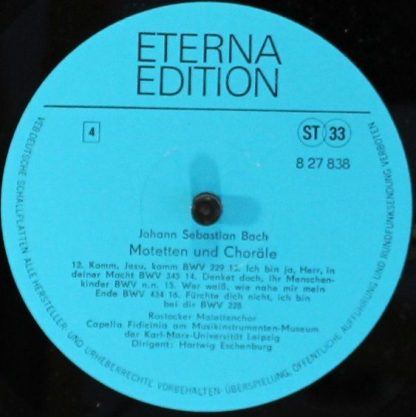 ETERNA
EDITION
4
ST 33
8 27 838
Johann Sebastian Bach
Motetten und Choräle
12. Komm, Jesu, komm BWV 229 13. Ich bin ja, Herr, in
deiner Macht BWV 345 14. Denket doch, ihr Menschen-
kinder BWV n.n. 15. Wer weiß, wie nahe mir mein
Ende BWV 434 16. Fürchte dich nicht, ich bin
bei dir BWV 228
Rostocker Motettenchor
Capella Fidicinia am Musikinstrumenten-Museum
der Karl-Marx-Universität Leipzig
Dirigent: Hartwig Eschenburg
VEB DEUTSCHE SCHALLPLATTEN ALLE HERSTELLER- UND URHEBERRECHTE VORBEHALTEN · ÜBERSPIELUNG, ÖFFENTLICHE AUFFÜHRUNG UND RUNDFUNKSENDUNG VERBOTEN